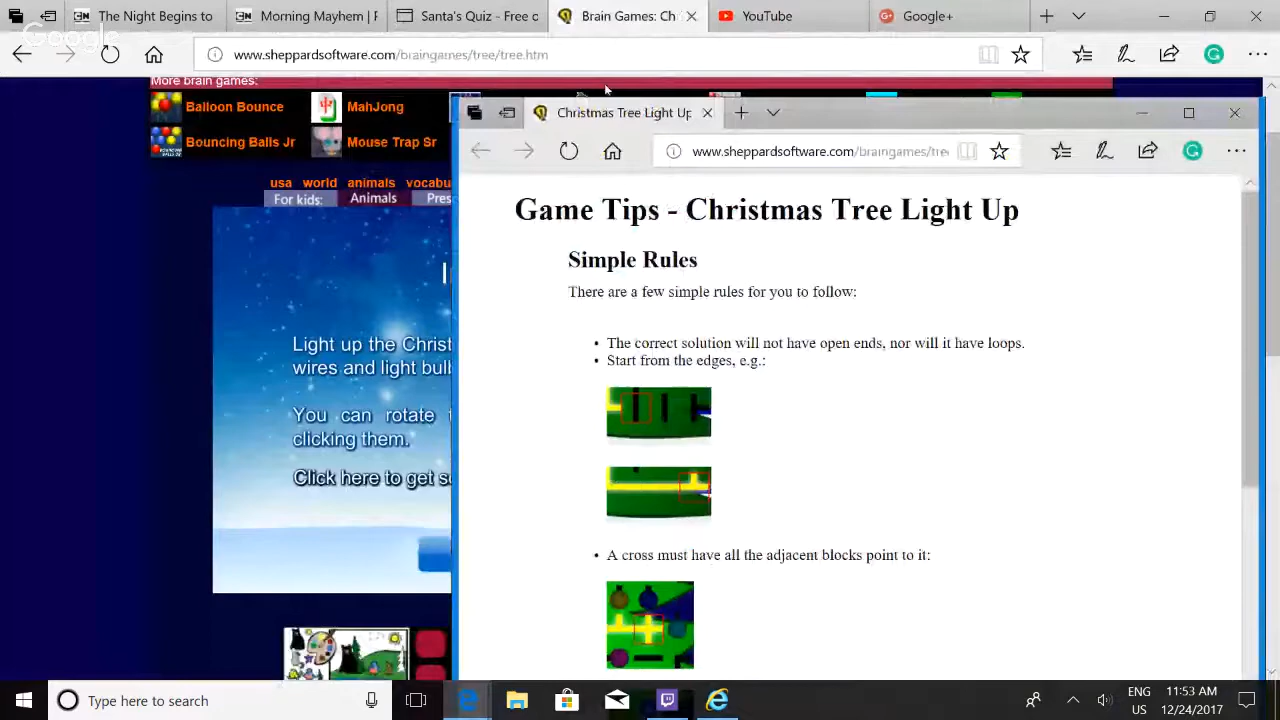 The Night Begins to
Morning Mayhem |
Santa's Quiz - Free o
Brain Games: Ch
YouTube
Google+
Google
www.sheppardsoftware.com/braingames/tree/tree.htm
More brain games:
Balloon Bounce
MahJong
Bouncing Balls Jr
Mouse Trap Sr
usa world animals vocabu
For kids: Animals Pres
Light up the Christ
wires and light bul
You can rotate
clicking them.
Click here to get s
Christmas Tree Light Up
www.sheppardsoftware.com/braingames/tre
Game Tips - Christmas Tree Light Up
Simple Rules
There are a few simple rules for you to follow:
• The correct solution will not have open ends, nor will it have loops.
• Start from the edges, e.g.:
• A cross must have all the adjacent blocks point to it:
Type here to search
ENG
US
11:53 AM
12/24/2017